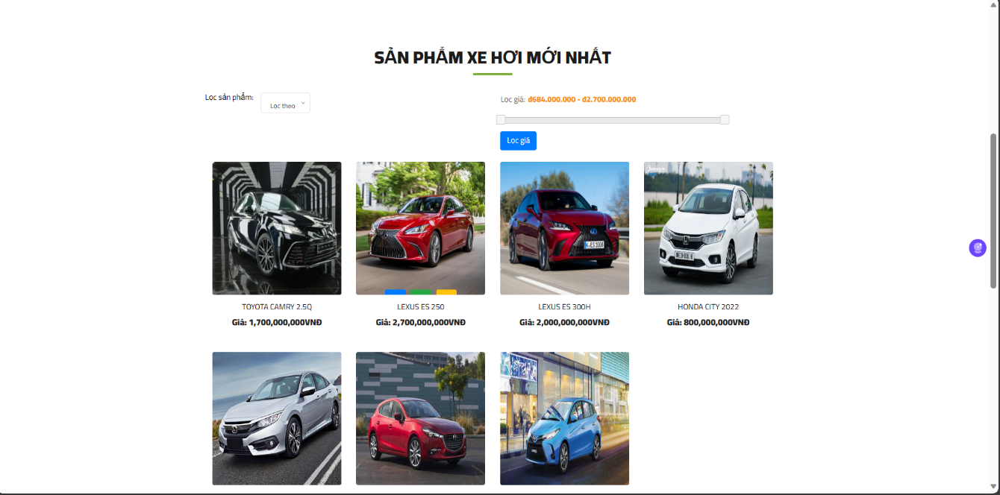 SẢN PHẨM XE HƠI MỚI NHẤT
Lọc sản phẩm:
Lọc theo
Lọc giá: đ684.000.000 - đ2.700.000.000
Lọc giá
TOYOTA CAMRY 2.5Q
Giá: 1,700,000,000VNĐ
LEXUS ES 250
Giá: 2,700,000,000VNĐ
LEXUS ES 300H
Giá: 2,000,000,000VNĐ
HONDA CITY 2022
Giá: 800,000,000VNĐ